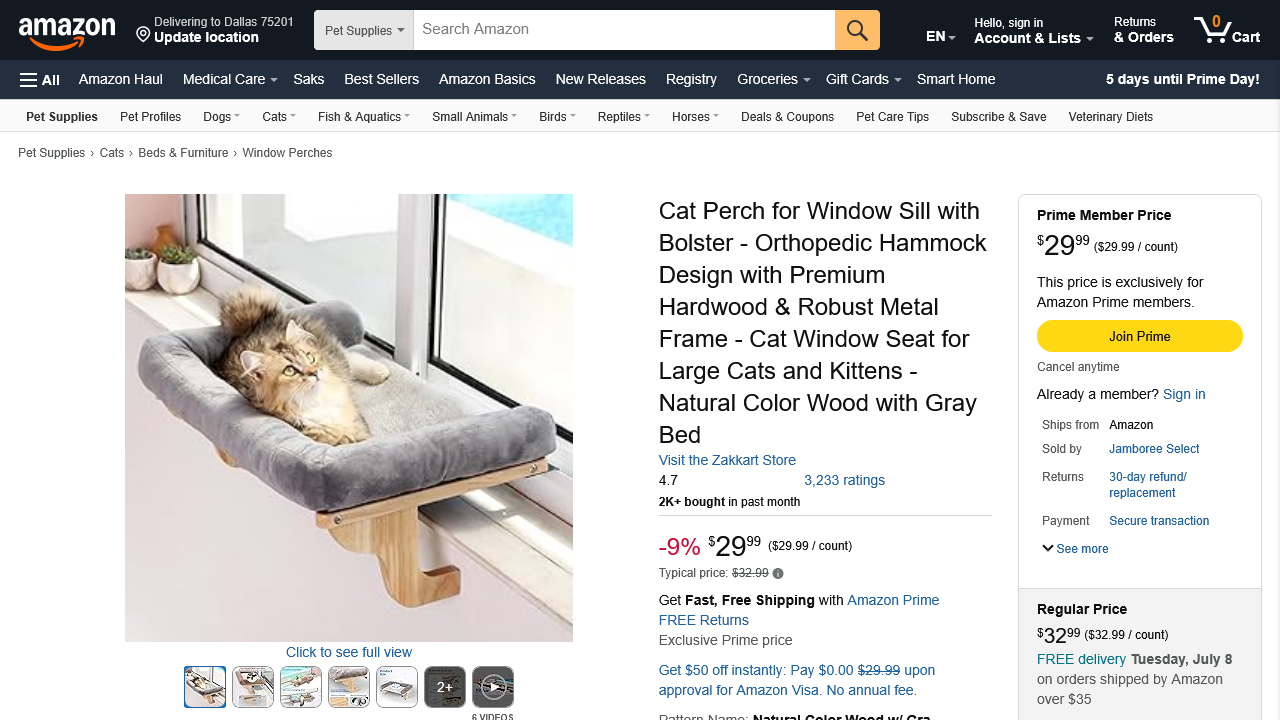 amazon
Delivering to Dallas 75201
Update location
Pet Supplies
Search Amazon
EN
Hello, sign in
Account & Lists
Returns
& Orders
0
Cart
All
Amazon Haul
Medical Care
Saks
Best Sellers
Amazon Basics
New Releases
Registry
Groceries
Gift Cards
Smart Home
5 days until Prime Day!
Pet Supplies
Pet Profiles
Dogs
Cats
Fish & Aquatics
Small Animals
Birds
Reptiles
Horses
Deals & Coupons
Pet Care Tips
Subscribe & Save
Veterinary Diets
Pet Supplies › Cats › Beds & Furniture › Window Perches
Click to see full view
2+
6 VIDEOS
Cat Perch for Window Sill with
Bolster - Orthopedic Hammock
Design with Premium
Hardwood & Robust Metal
Frame - Cat Window Seat for
Large Cats and Kittens -
Natural Color Wood with Gray
Bed
Visit the Zakkart Store
4.7
3,233 ratings
2K+ bought in past month
-9% $29.99 ($29.99 / count)
Typical price: $32.99
Get Fast, Free Shipping with Amazon Prime
FREE Returns
Exclusive Prime price
Get $50 off instantly: Pay $0.00 $29.99 upon
approval for Amazon Visa. No annual fee.
Pattern Name: Natural Color Wood w/ Gra
Prime Member Price
$29.99 ($29.99 / count)
This price is exclusively for
Amazon Prime members.
Join Prime
Cancel anytime
Already a member? Sign in
Ships from Amazon
Sold by Jamboree Select
Returns 30-day refund/
replacement
Payment Secure transaction
See more
Regular Price
$32.99 ($32.99 / count)
FREE delivery Tuesday, July 8
on orders shipped by Amazon
over $35